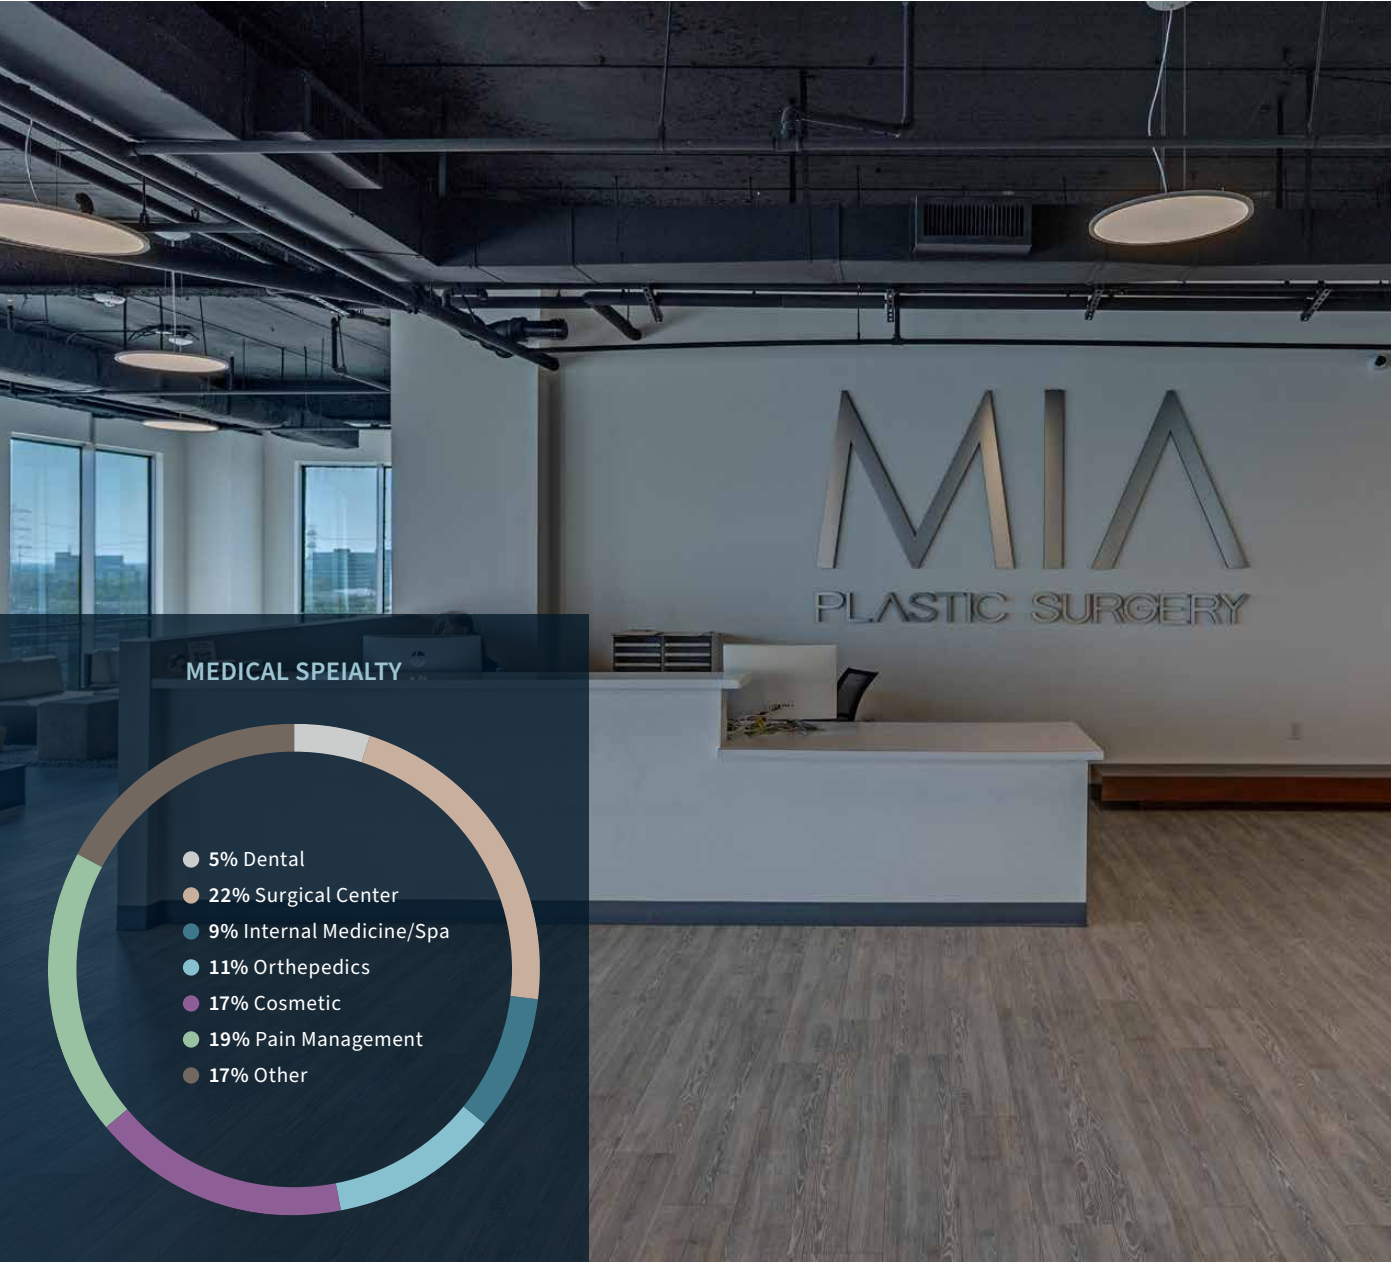 MIA
PLASTIC SURGERY
MEDICAL SPEIALTY
5% Dental
22% Surgical Center
9% Internal Medicine/Spa
11% Orthepedics
17% Cosmetic
19% Pain Management
17% Other